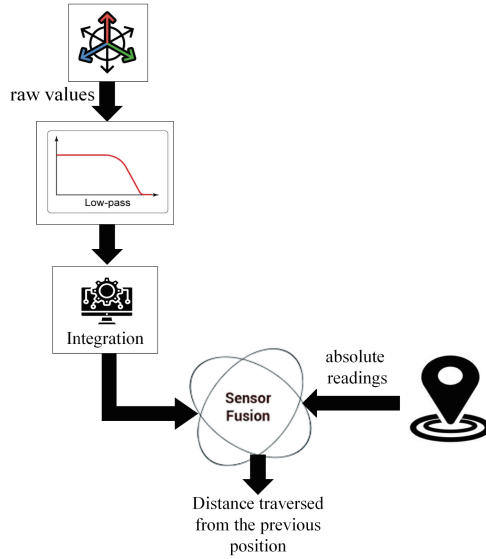 raw values
Low-pass
Integration
absolute
readings
Sensor
Fusion
Distance traversed
from the previous
position